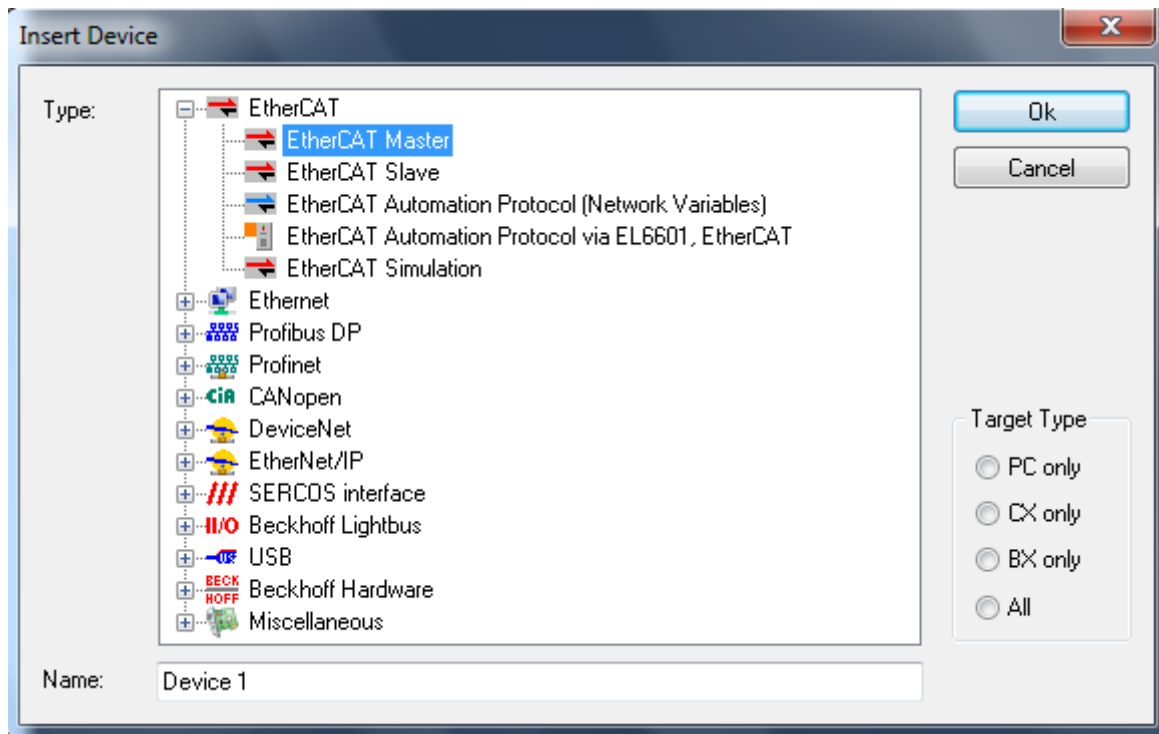 Insert Device
x
Type:
EtherCAT
EtherCAT Master
EtherCAT Slave
EtherCAT Automation Protocol (Network Variables)
EtherCAT Automation Protocol via EL6601, EtherCAT
EtherCAT Simulation
Ethernet
Profibus DP
Profinet
CiA CANopen
DeviceNet
EtherNet/IP
SERCOS interface
II/O Beckhoff Lightbus
USB USB
BECK HOFF Beckhoff Hardware
Miscellaneous
Ok
Cancel
Target Type
PC only
CX only
BX only
All
Name: Device 1